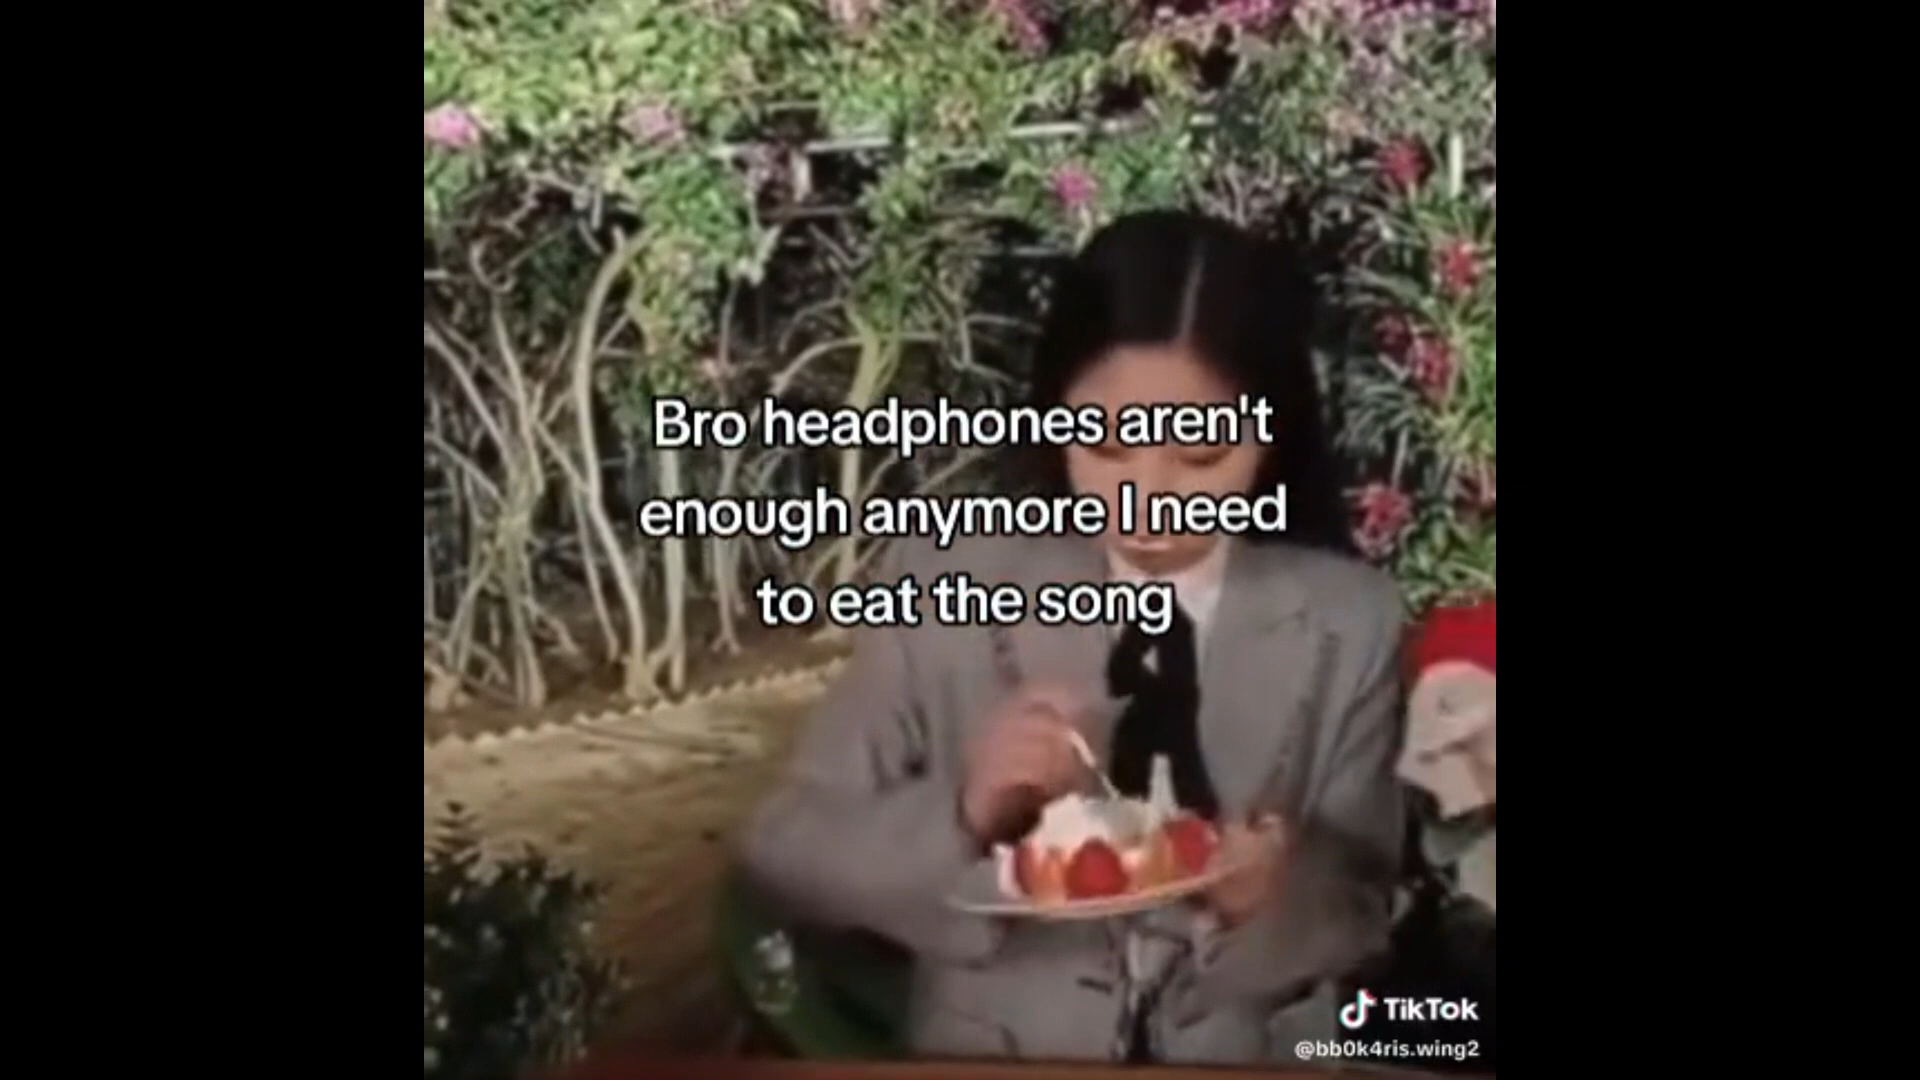 Bro headphones aren't
enough anymore I need
to eat the song
TikTok
@bb0k4ris.wing2